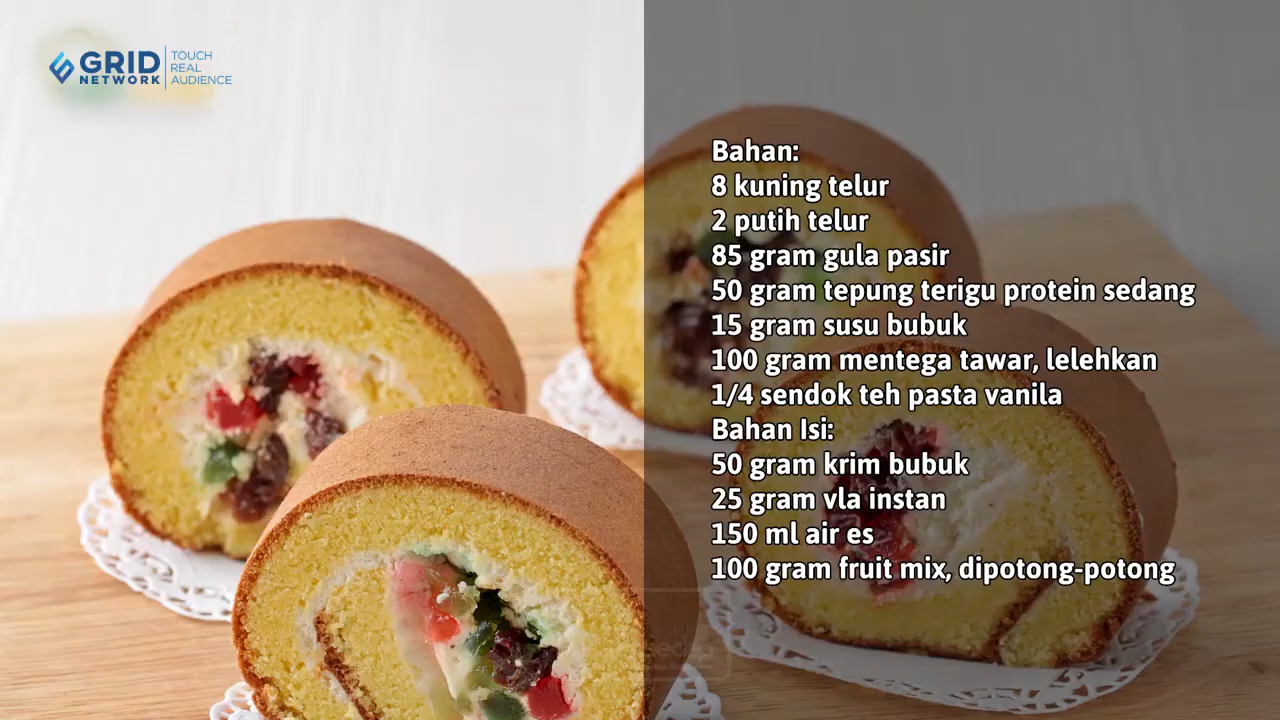 GRID NETWORK
TOUCH
REAL
AUDIENCE
Bahan:
8 kuning telur
2 putih telur
85 gram gula pasir
50 gram tepung terigu protein sedang
15 gram susu bubuk
100 gram mentega tawar, lelehkan
1/4 sendok teh pasta vanila
Bahan Isi:
50 gram krim bubuk
25 gram vla instan
150 ml air es
100 gram fruit mix, dipotong-potong